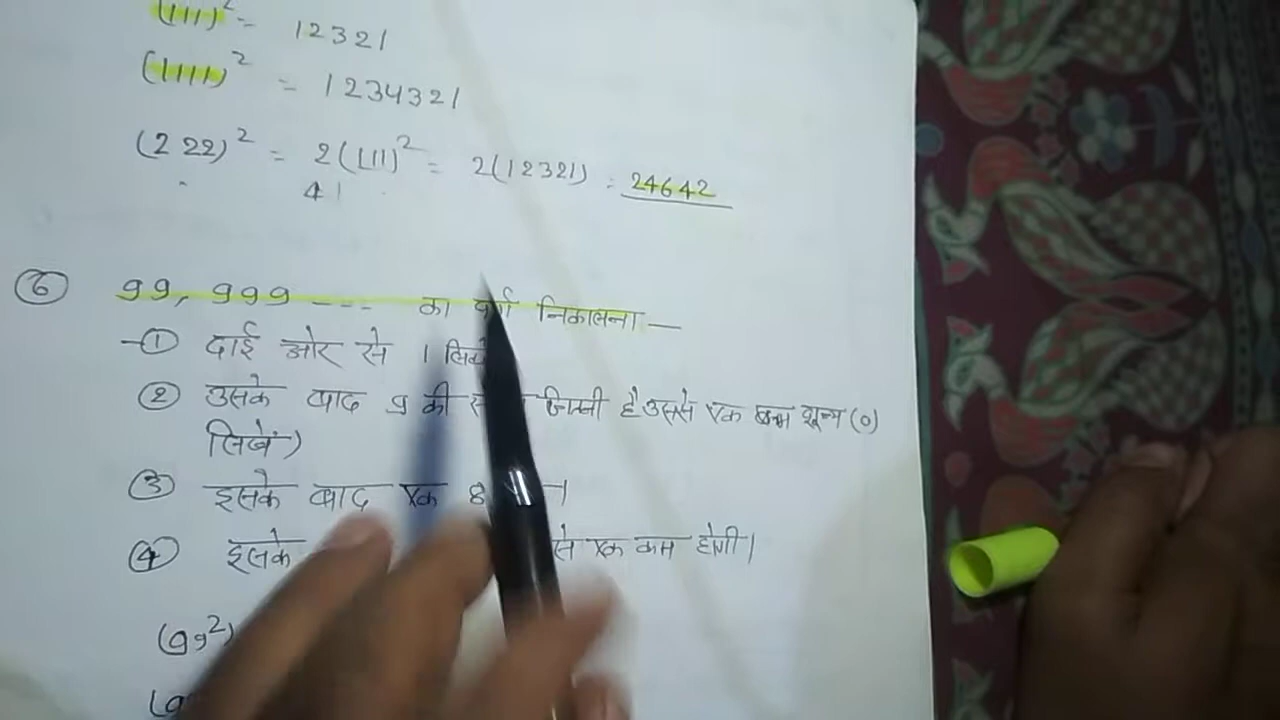 (111)² = 12321
(1111)² = 1234321
(222)² = 2(111)² = 2(12321) = 24642
41
⑥ 99, 999 --- का निकालना —
① दाई ओर से 1
② उसके बाद 9 की जितनी है उससे एक कम शून्य (0)
लिखें)
③ इसके बाद एक 8
④ इसके से एक कम होगी।
(99²)